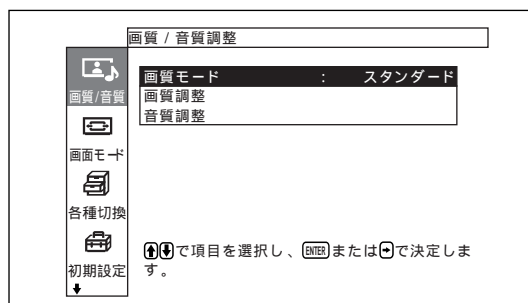 画質 / 音質調整
画質/音質
画面モード
各種切換
初期設定
画質モード : スタンダード
画質調整
音質調整
で項目を選択し、ENTERまたはで決定しま
す。